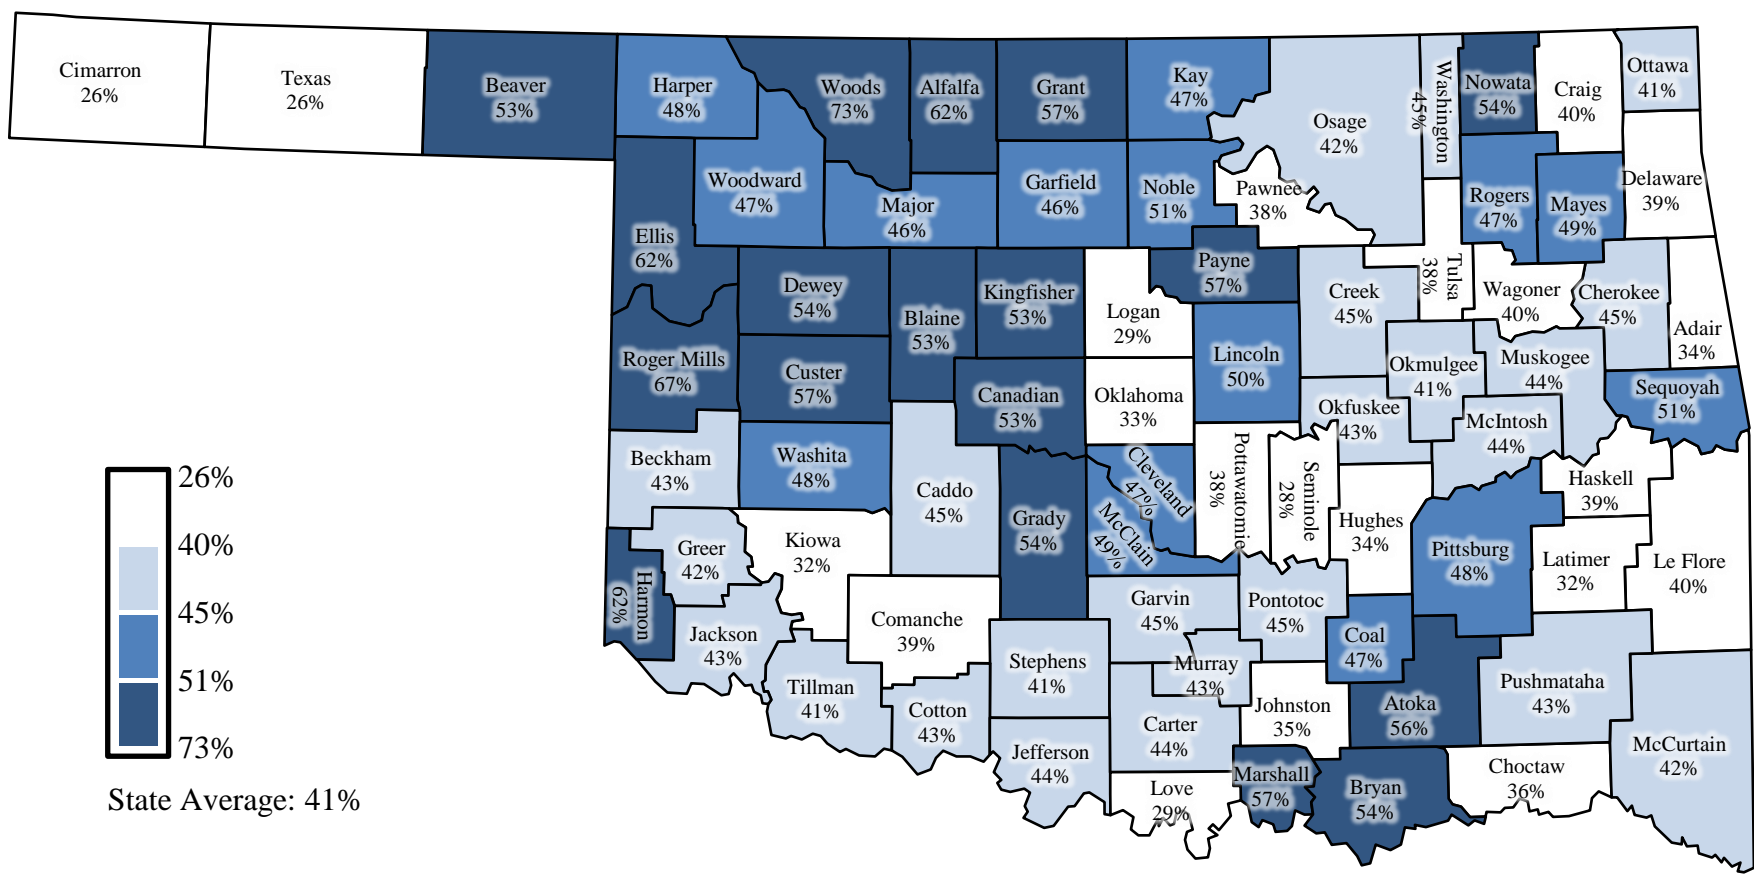 Cimarron
26%
Texas
26%
Beaver
53%
Harper
48%
Woods
73%
Alfalfa
62%
Grant
57%
Kay
47%
Osage
42%
Washington
45%
Nowata
54%
Craig
40%
Ottawa
41%
Woodward
47%
Major
46%
Garfield
46%
Noble
51%
Pawnee
38%
Rogers
47%
Mayes
49%
Delaware
39%
Ellis
62%
Dewey
54%
Blaine
53%
Kingfisher
53%
Logan
29%
Payne
57%
Creek
45%
Tulsa
38%
Wagoner
40%
Cherokee
45%
Adair
34%
Roger Mills
67%
Custer
57%
Canadian
53%
Oklahoma
33%
Lincoln
50%
Okmulgee
41%
Muskogee
44%
Sequoyah
51%
Okfuskee
43%
McIntosh
44%
Beckham
43%
Washita
48%
Caddo
45%
Grady
54%
Cleveland
47%
McClain
49%
Pottawatomie
38%
Seminole
28%
Hughes
34%
Haskell
39%
Pittsburg
48%
Latimer
32%
Le Flore
40%
Greer
42%
Kiowa
32%
Harmon
62%
Jackson
43%
Comanche
39%
Garvin
45%
Pontotoc
45%
Coal
47%
Tillman
41%
Cotton
43%
Stephens
41%
Murray
43%
Johnston
35%
Atoka
56%
Pushmataha
43%
McCurtain
42%
Jefferson
44%
Carter
44%
Love
29%
Marshall
57%
Bryan
54%
Choctaw
36%
26%
40%
45%
51%
73%
State Average: 41%